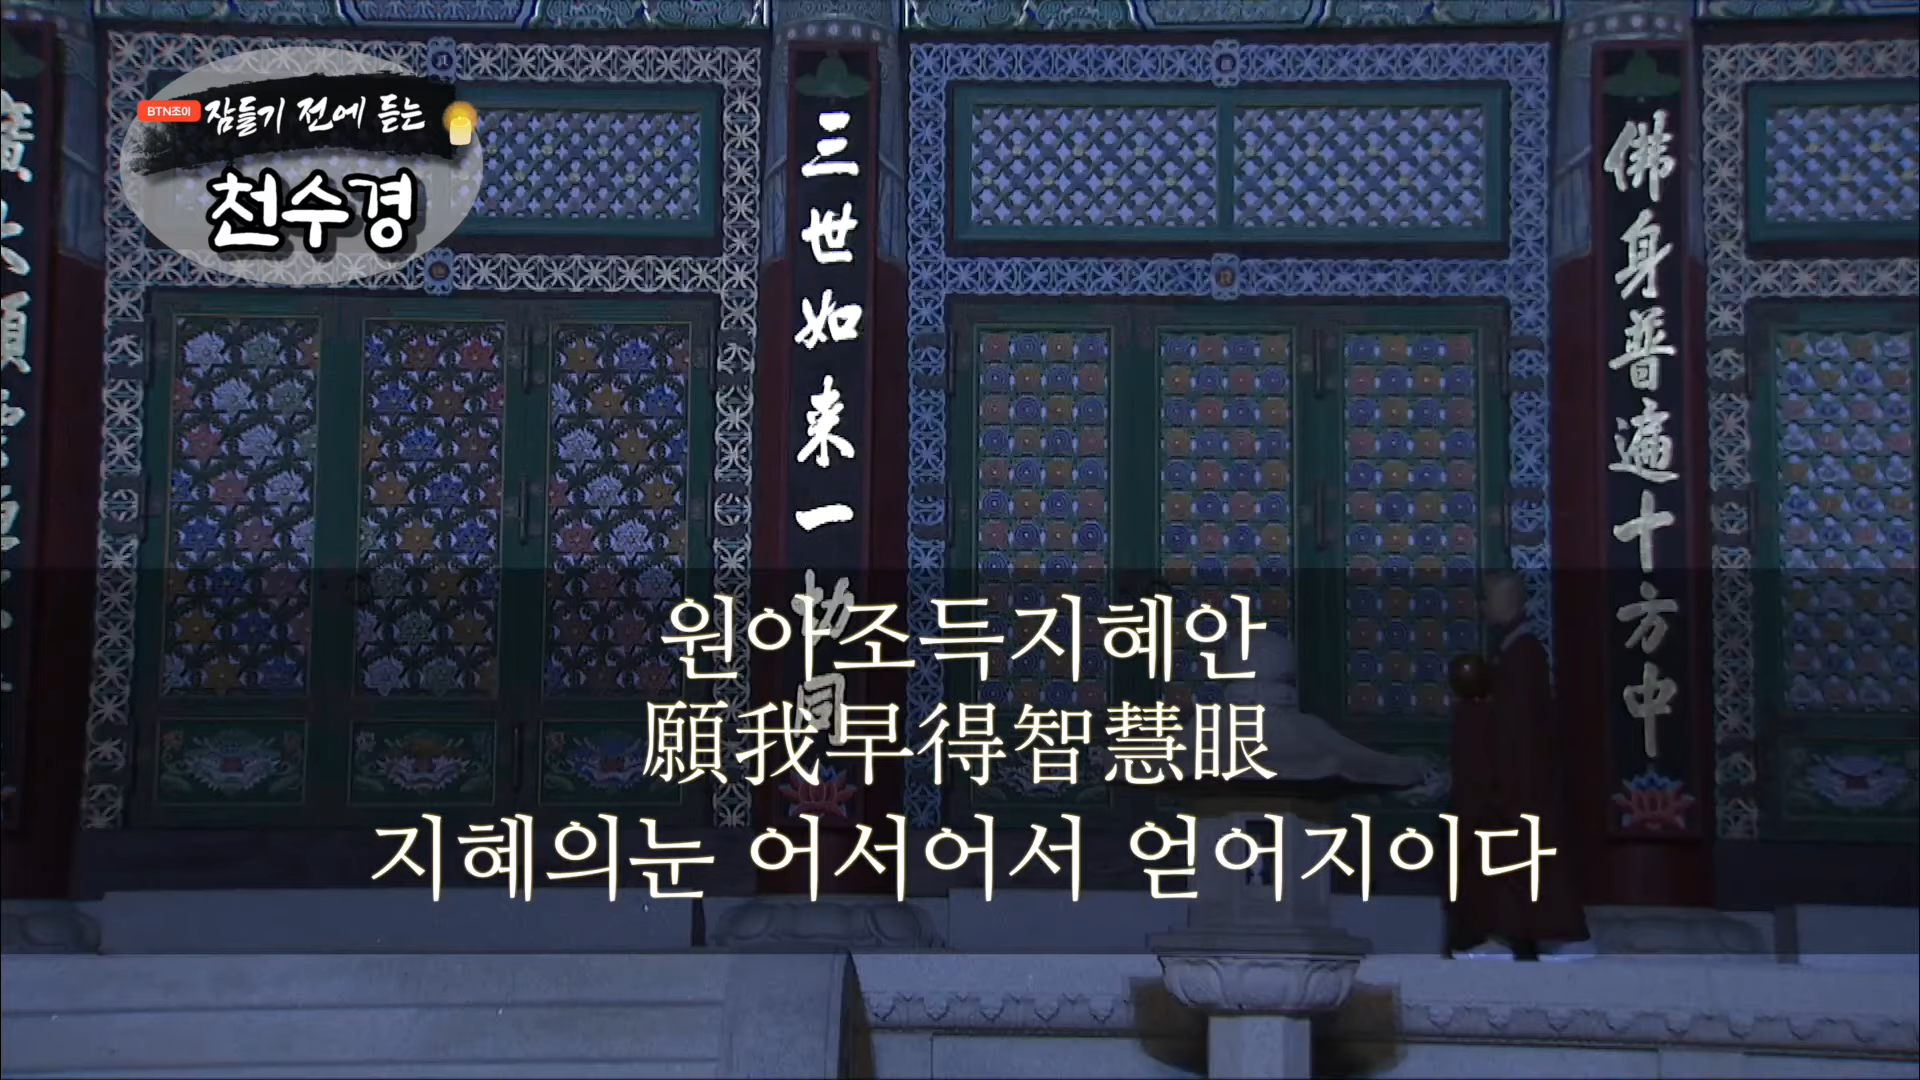 BTN조이 잠들기 전에 듣는
천수경
三世如来一
佛身普遍十方中
원아조득지혜안
願我早得智慧眼
지혜의눈 어서어서 얻어지이다